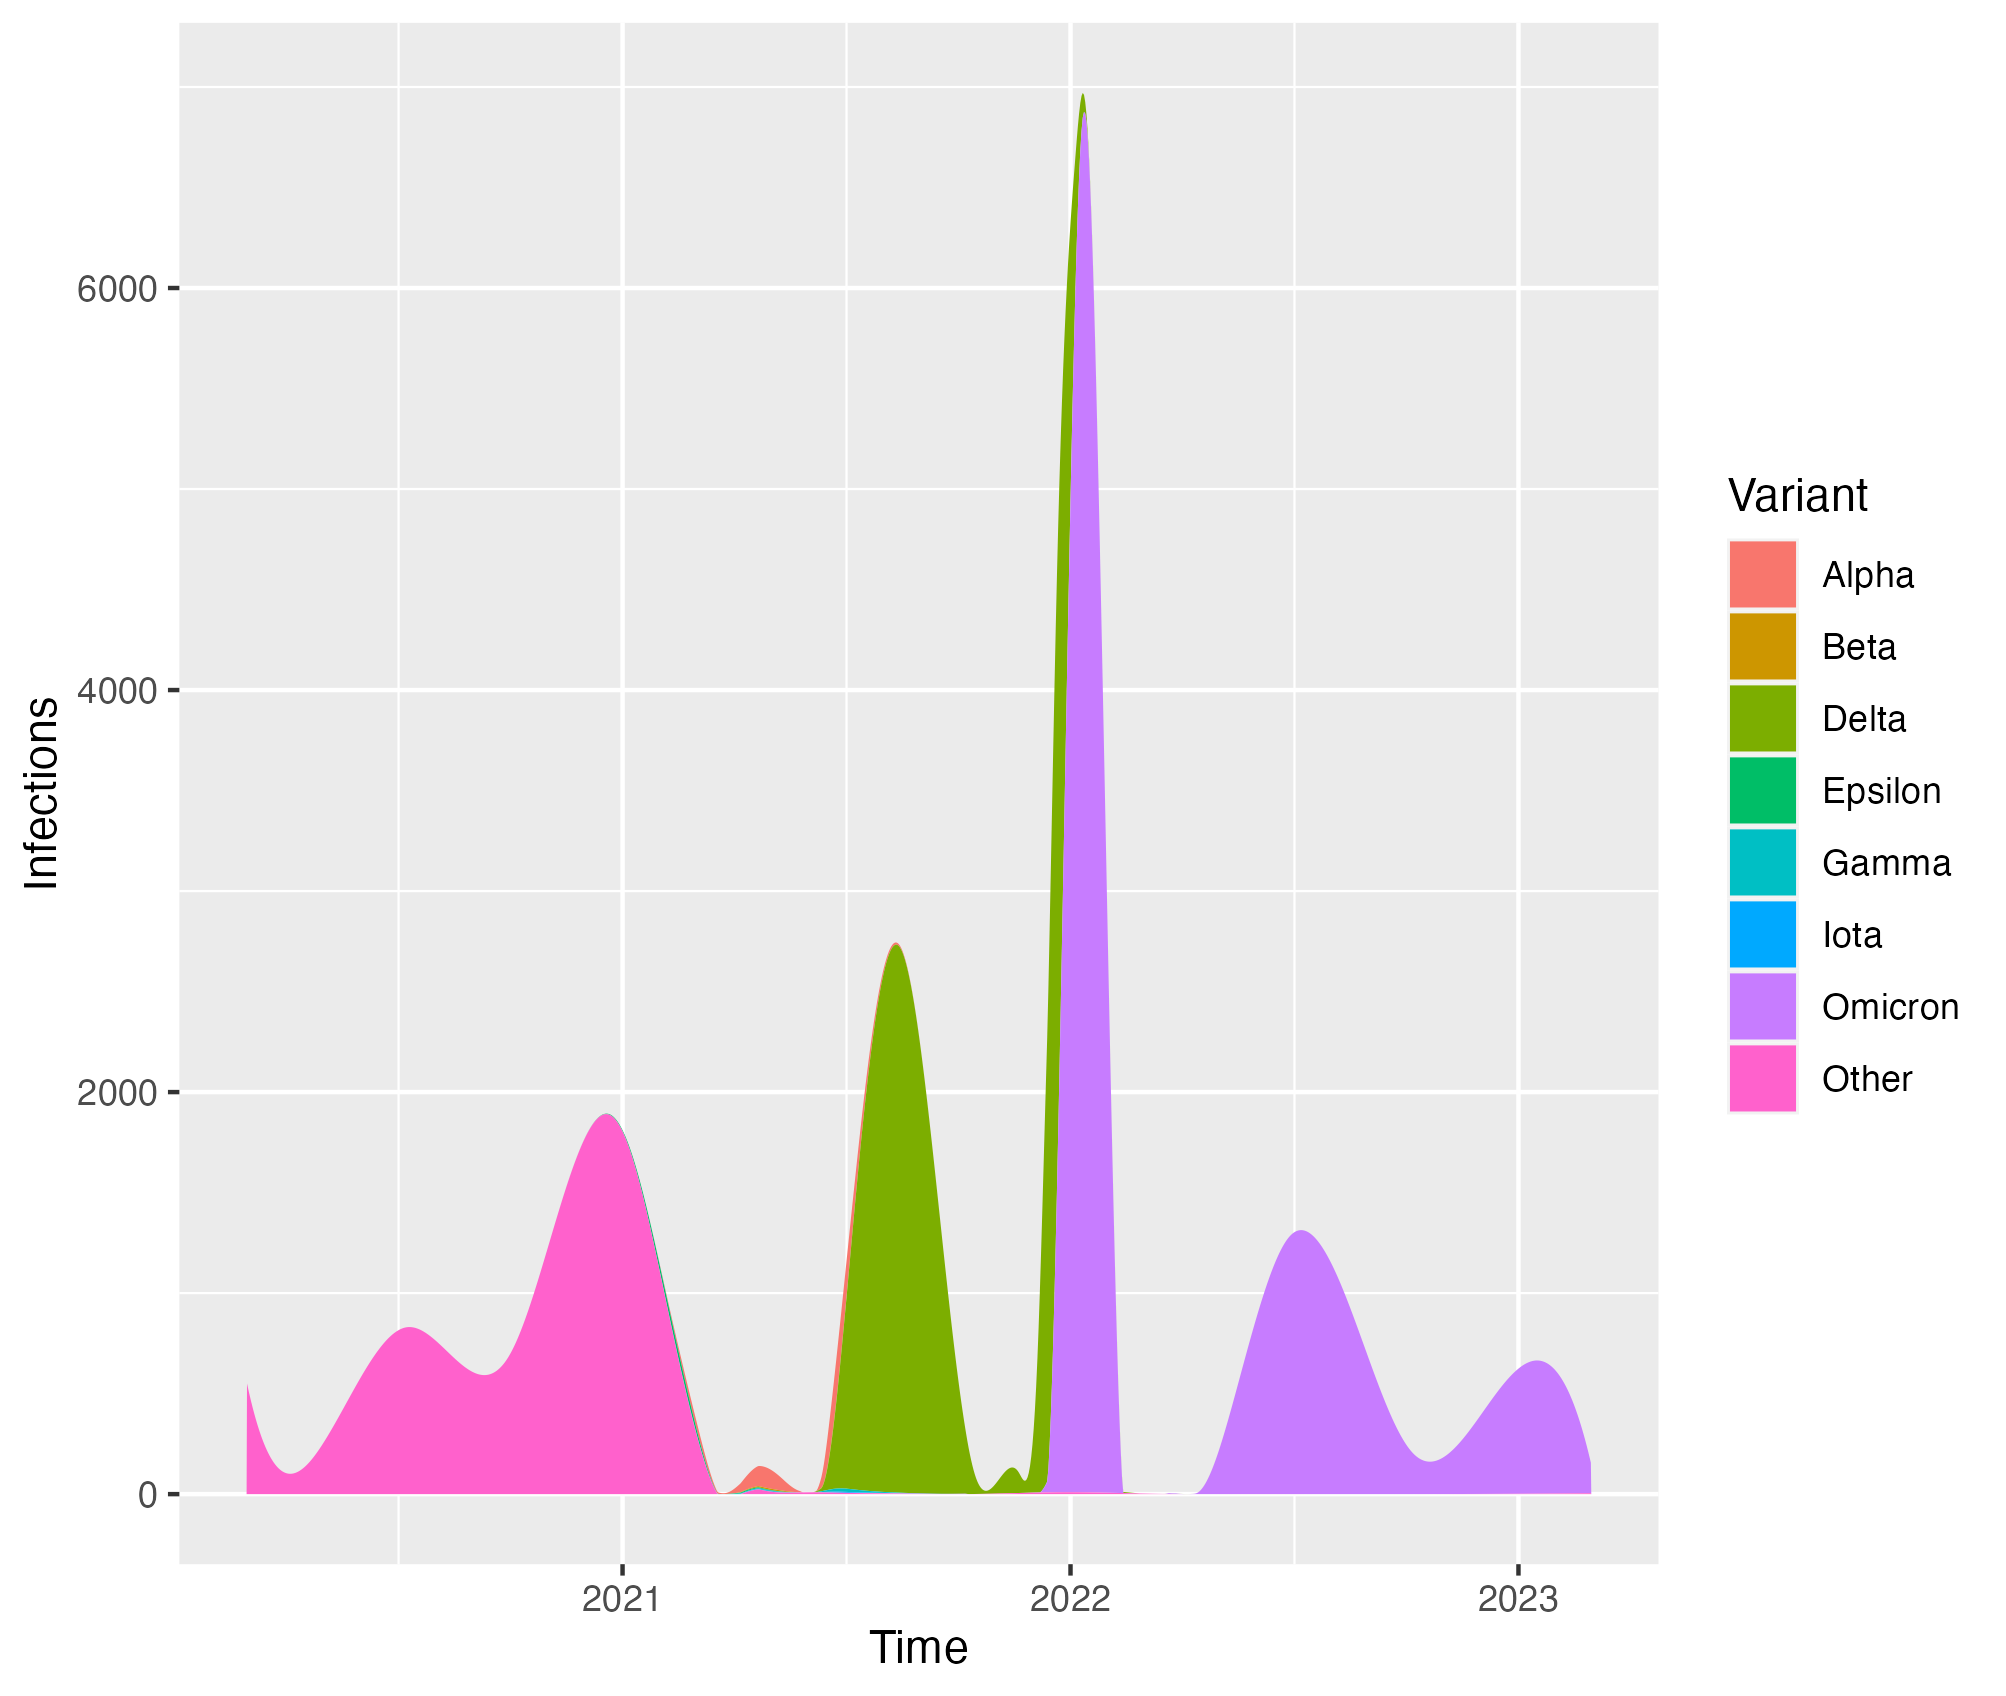 Infections
6000
4000
2000
0
2021
2022
2023
Time
Variant
Alpha
Beta
Delta
Epsilon
Gamma
Iota
Omicron
Other